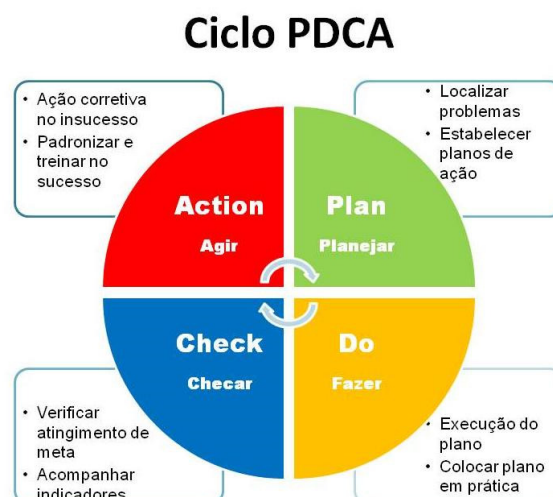 Ciclo PDCA
• Ação corretiva
no insucesso
• Padronizar e
treinar no
sucesso
• Localizar
problemas
• Estabelecer
planos de
ação
Action
Agir
Plan
Planejar
Check
Checar
Do
Fazer
• Verificar
atingimento de
meta
• Acompanhar
indicadores
• Execução do
plano
• Colocar plano
em prática